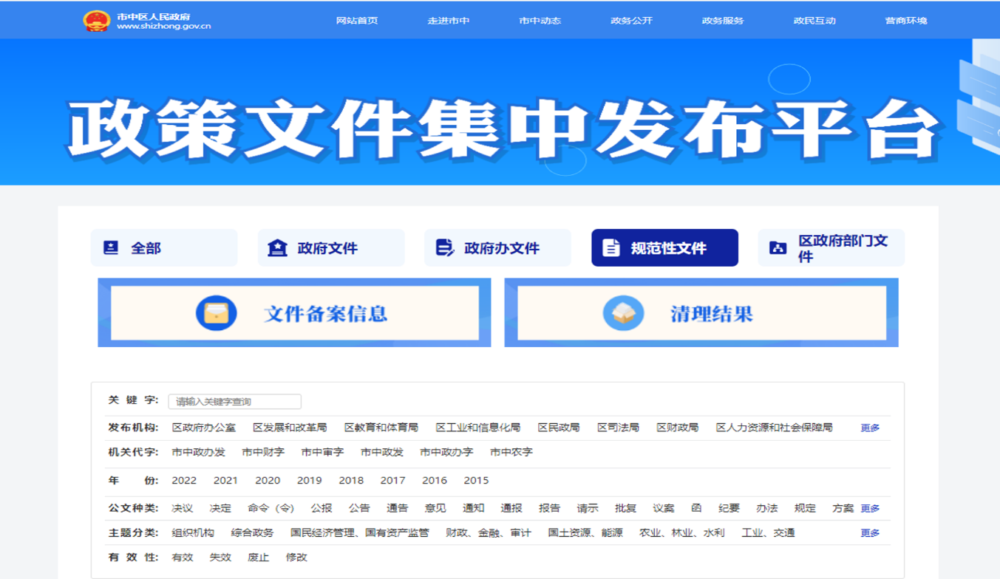 市中区人民政府
www.shizhong.gov.cn
网站首页 走进市中 市中动态 政务公开 政务服务 政民互动 营商环境
政策文件集中发布平台
全部 政府文件 政府办文件 规范性文件 区政府部门文件
文件备案信息 清理结果
关 键 字: 请输入关键字查询
发布机构: 区政府办公室 区发展和改革局 区教育和体育局 区工业和信息化局 区民政局 区司法局 区财政局 区人力资源和社会保障局 更多
机关代字: 市中政办发 市中财字 市中审字 市中政发 市中政办字 市中农字
年 份: 2022 2021 2020 2019 2018 2017 2016 2015
公文种类: 决议 决定 命令（令） 公报 公告 通告 意见 通知 通报 报告 请示 批复 议案 函 纪要 办法 规定 方案 更多
主题分类: 组织机构 综合政务 国民经济管理、国有资产监管 财政、金融、审计 国土资源、能源 农业、林业、水利 工业、交通 更多
有 效 性: 有效 失效 废止 修改